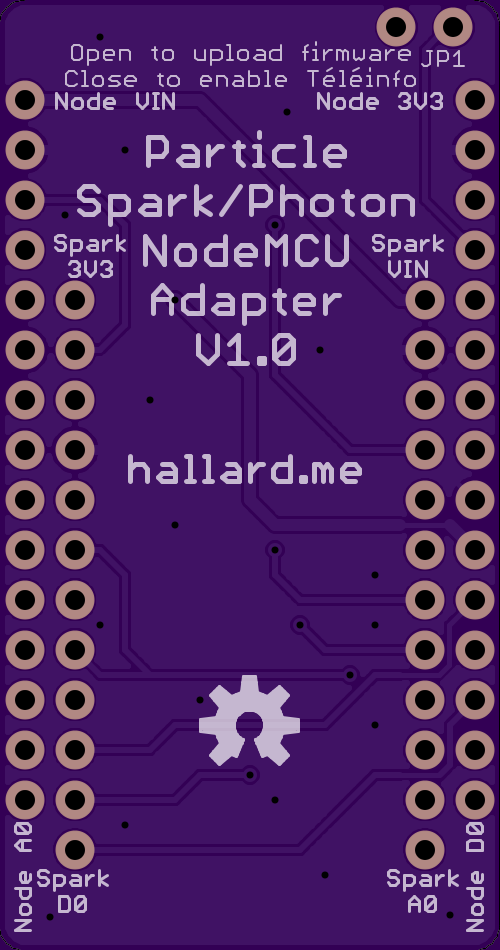 Open to upload firmware
JP1
Close to enable Téléinfo
Node VIN
Node 3V3
Particle
Spark/Photon
Spark
3V3
NodeMCU
Spark
VIN
Adapter
V1.0
hallard.me
Node A0
Spark
D0
Spark
A0
Node D0